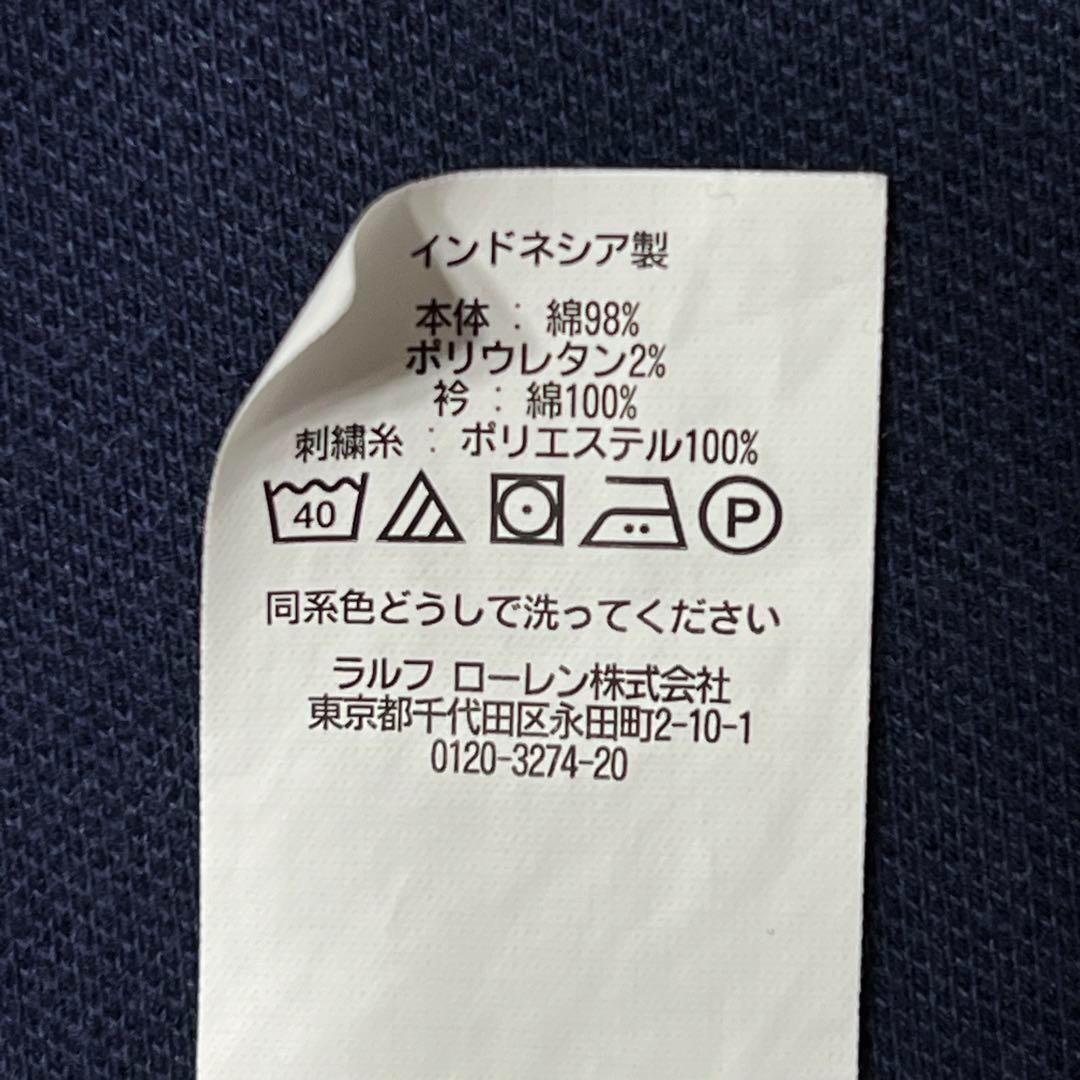 インドネシア製
本体 : 綿98%
ポリウレタン2%
衿 : 綿100%
刺繍糸 : ポリエステル100%
40 P
同系色どうしで洗ってください
ラルフ ローレン株式会社
東京都千代田区永田町2-10-1
0120-3274-20